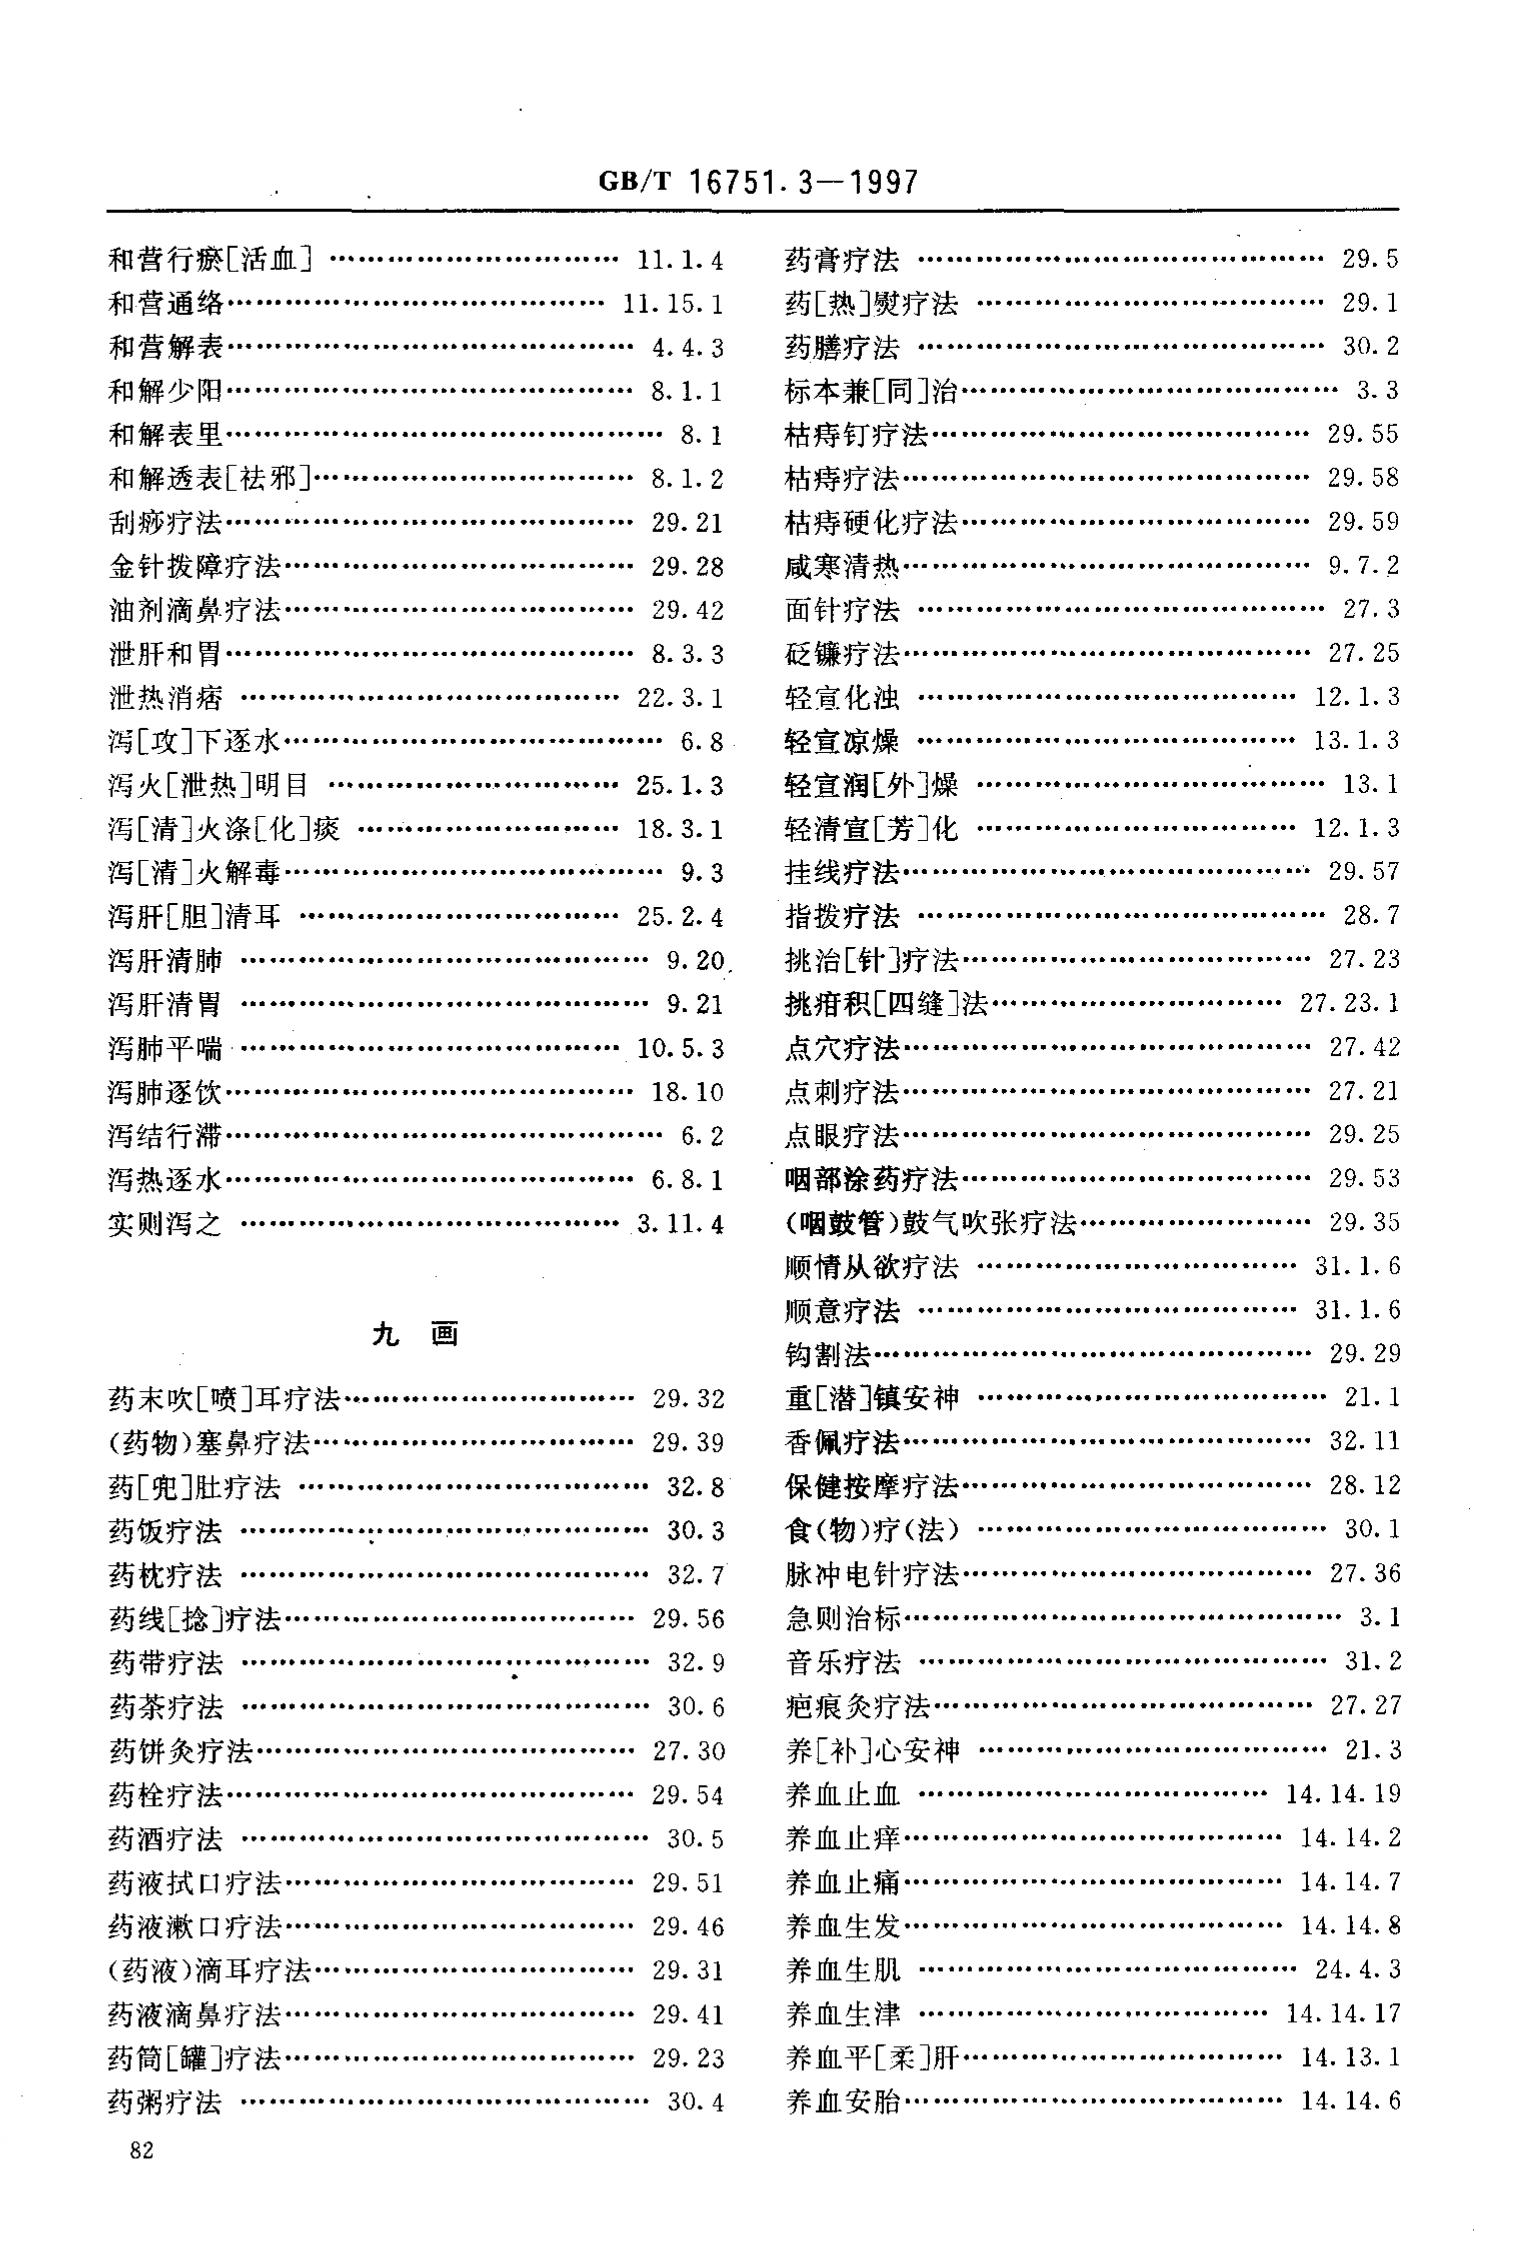 GB/T 16751.3—1997
和营行瘀[活血] …………………………… 11.1.4
和营通络…………………………………… 11.15.1
和营解表……………………………………… 4.4.3
和解少阳……………………………………… 8.1.1
和解表里………………………………………… 8.1
和解透表[祛邪]……………………………… 8.1.2
刮痧疗法……………………………………… 29.21
金针拨障疗法………………………………… 29.28
油剂滴鼻疗法………………………………… 29.42
泄肝和胃……………………………………… 8.3.3
泄热消痞 …………………………………… 22.3.1
泻[攻]下逐水…………………………………… 6.8
泻火[泄热]明目 …………………………… 25.1.3
泻[清]火涤[化]痰 ………………………… 18.3.1
泻[清]火解毒…………………………………… 9.3
泻肝[胆]清耳 ……………………………… 25.2.4
泻肝清肺 ……………………………………… 9.20
泻肝清胃 ……………………………………… 9.21
泻肺平喘 …………………………………… 10.5.3
泻肺逐饮……………………………………… 18.10
泻结行滞………………………………………… 6.2
泻热逐水……………………………………… 6.8.1
实则泻之 …………………………………… 3.11.4
九 画
药末吹[喷]耳疗法…………………………… 29.32
(药物)塞鼻疗法……………………………… 29.39
药[兜]肚疗法 ………………………………… 32.8
药饭疗法 ……………………………………… 30.3
药枕疗法 ……………………………………… 32.7
药线[捻]疗法………………………………… 29.56
药带疗法 ……………………………………… 32.9
药茶疗法 ……………………………………… 30.6
药饼灸疗法…………………………………… 27.30
药栓疗法……………………………………… 29.54
药酒疗法 ……………………………………… 30.5
药液拭口疗法………………………………… 29.51
药液漱口疗法………………………………… 29.46
(药液)滴耳疗法……………………………… 29.31
药液滴鼻疗法………………………………… 29.41
药筒[罐]疗法………………………………… 29.23
药粥疗法 ……………………………………… 30.4
药膏疗法 ……………………………………… 29.5
药[热]熨疗法 ………………………………… 29.1
药膳疗法 ……………………………………… 30.2
标本兼[同]治…………………………………… 3.3
枯痔钉疗法…………………………………… 29.55
枯痔疗法……………………………………… 29.58
枯痔硬化疗法………………………………… 29.59
咸寒清热……………………………………… 9.7.2
面针疗法 ……………………………………… 27.3
砭镰疗法……………………………………… 27.25
轻宣化浊 …………………………………… 12.1.3
轻宣凉燥 …………………………………… 13.1.3
轻宣润[外]燥 ………………………………… 13.1
轻清宣[芳]化 ……………………………… 12.1.3
挂线疗法……………………………………… 29.57
指拨疗法 ……………………………………… 28.7
挑治[针]疗法………………………………… 27.23
挑疳积[四缝]法…………………………… 27.23.1
点穴疗法……………………………………… 27.42
点刺疗法……………………………………… 27.21
点眼疗法……………………………………… 29.25
咽部涂药疗法………………………………… 29.53
(咽鼓管)鼓气吹张疗法……………………… 29.35
顺情从欲疗法 ……………………………… 31.1.6
顺意疗法 …………………………………… 31.1.6
钩割法………………………………………… 29.29
重[潜]镇安神 ………………………………… 21.1
香佩疗法……………………………………… 32.11
保健按摩疗法………………………………… 28.12
食(物)疗(法) ………………………………… 30.1
脉冲电针疗法………………………………… 27.36
急则治标………………………………………… 3.1
音乐疗法 ……………………………………… 31.2
疤痕灸疗法…………………………………… 27.27
养[补]心安神 ………………………………… 21.3
养血止血 ………………………………… 14.14.19
养血止痒…………………………………… 14.14.2
养血止痛…………………………………… 14.14.7
养血生发…………………………………… 14.14.8
养血生肌 …………………………………… 24.4.3
养血生津 ………………………………… 14.14.17
养血平[柔]肝……………………………… 14.13.1
养血安胎…………………………………… 14.14.6
82